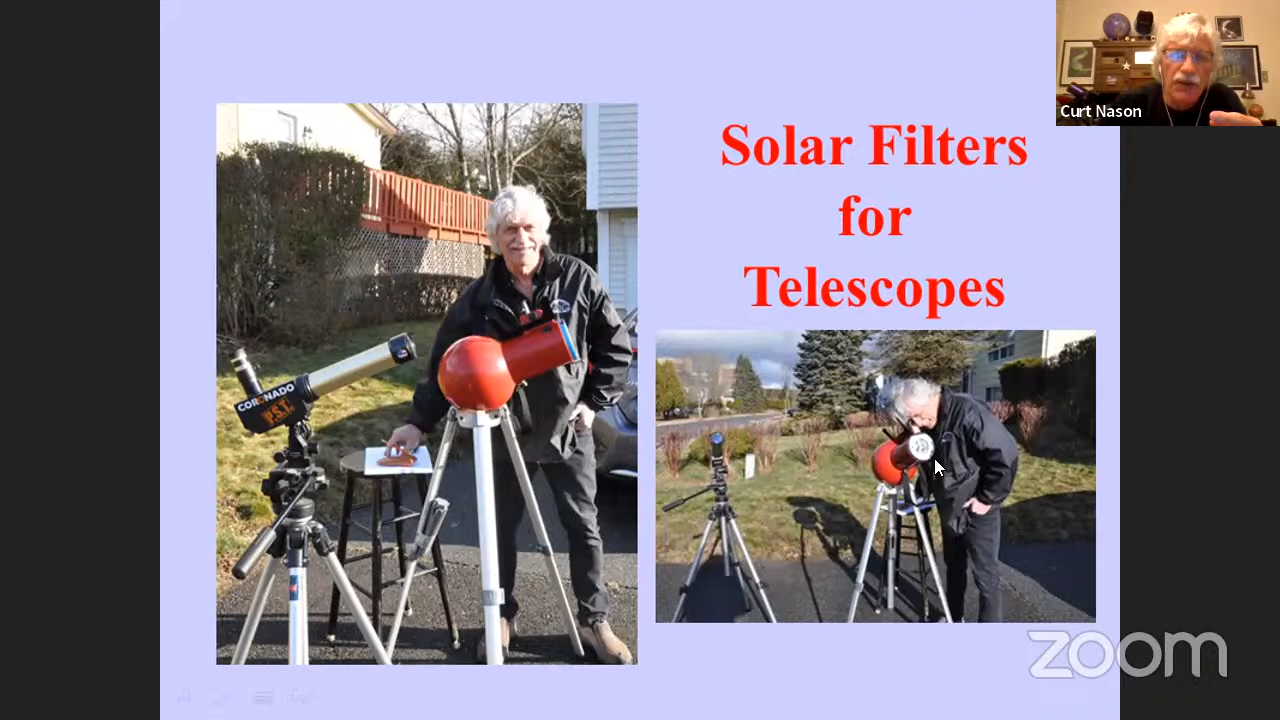 Curt Nason
Solar Filters
for
Telescopes
CORONADO
P.S.T.
zoom